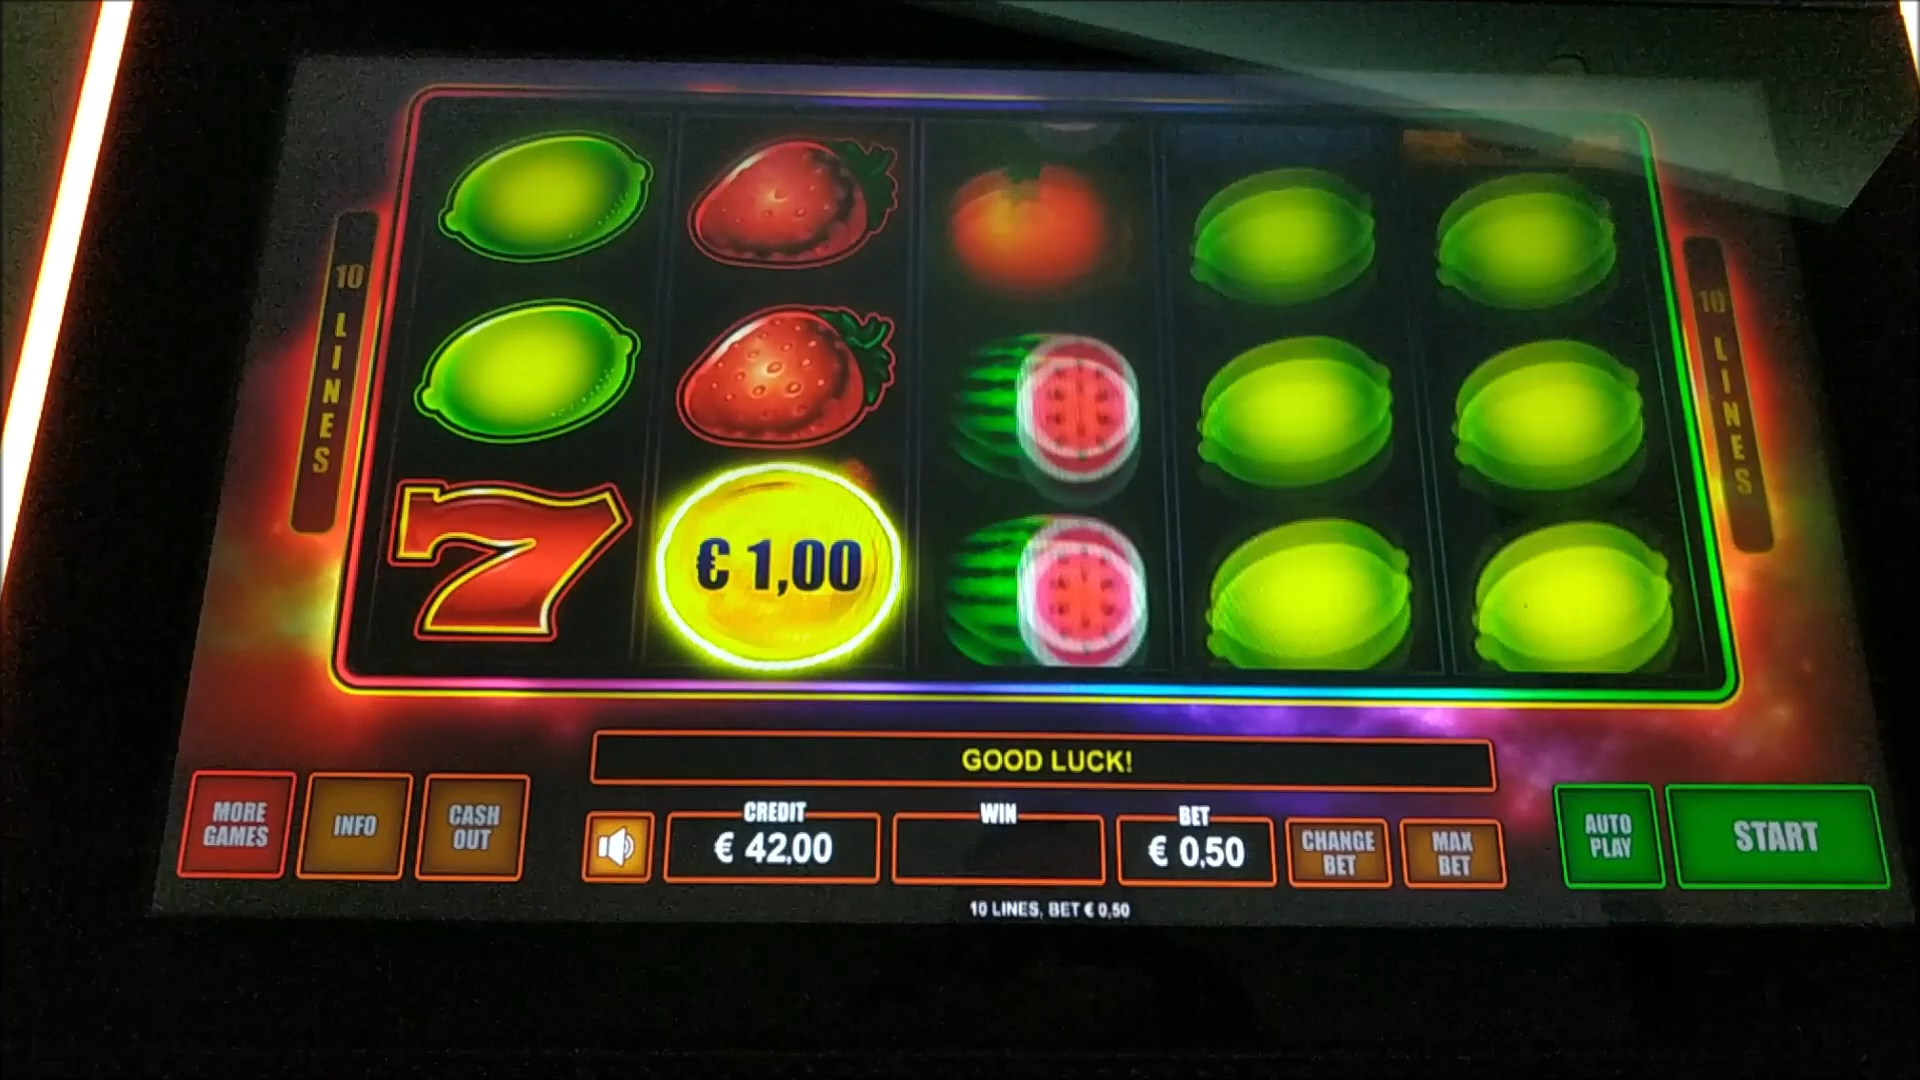 10 LINES
10 LINES
€ 1,00
GOOD LUCK!
MORE GAMES
INFO
CASH OUT
CREDIT
€ 42,00
WIN
BET
€ 0,50
CHANGE BET
MAX BET
AUTO PLAY
START
10 LINES, BET € 0,50